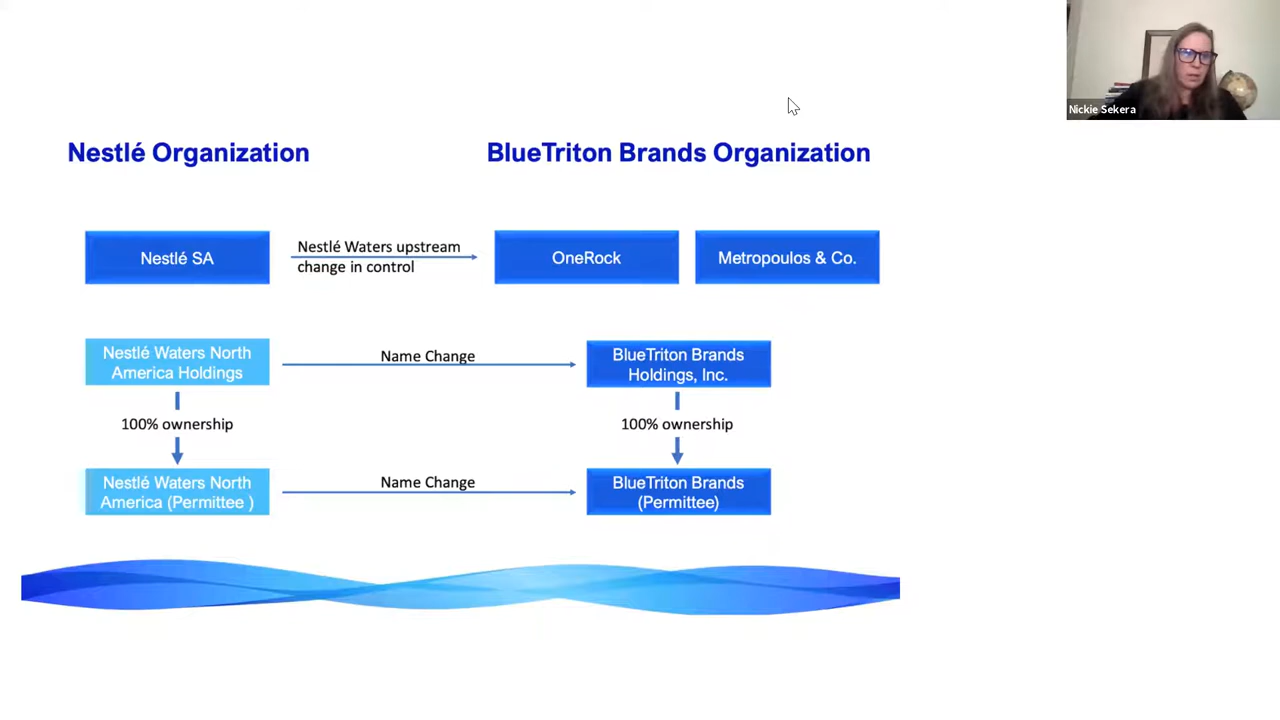 Nickie Sekera
Nestlé Organization
BlueTriton Brands Organization
Nestlé SA
Nestlé Waters upstream
change in control
OneRock
Metropoulos & Co.
Nestlé Waters North
America Holdings
Name Change
BlueTriton Brands
Holdings, Inc.
100% ownership
100% ownership
Nestlé Waters North
America (Permittee )
Name Change
BlueTriton Brands
(Permittee)